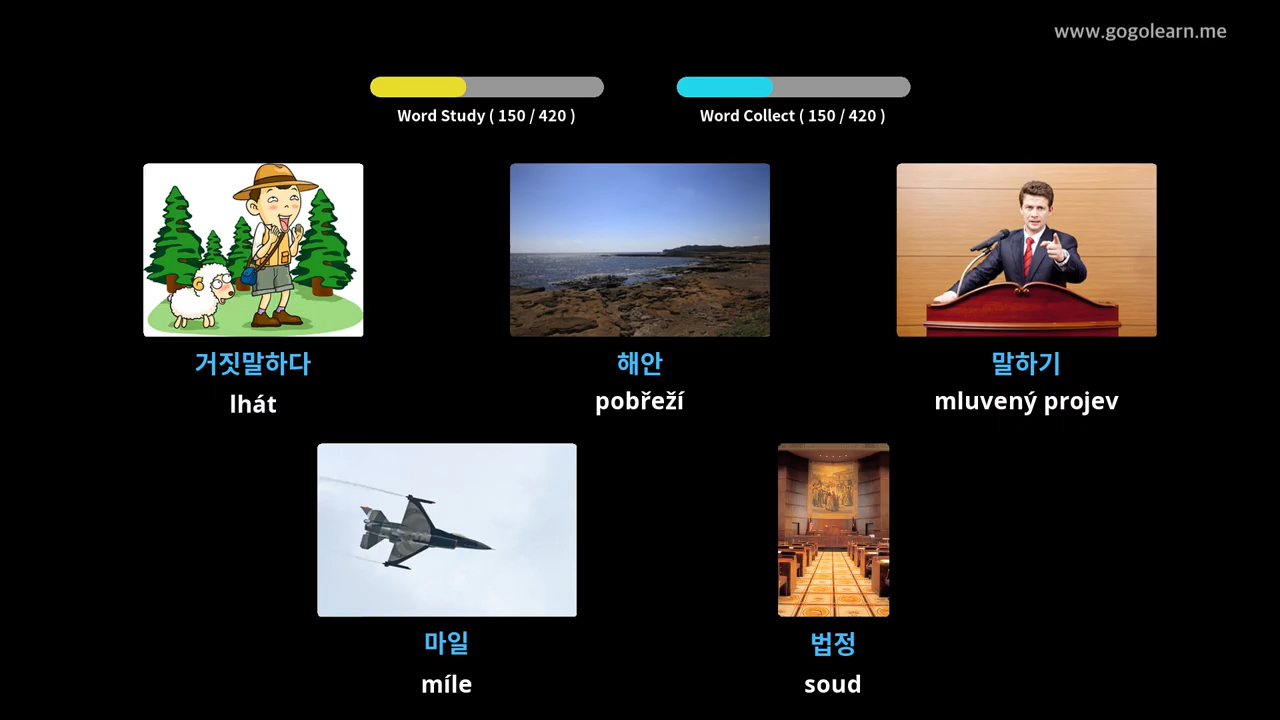 www.gogolearn.me
Word Study ( 150 / 420 )
Word Collect ( 150 / 420 )
거짓말하다
lhát
해안
pobřeží
말하기
mluvený projev
마일
míle
법정
soud